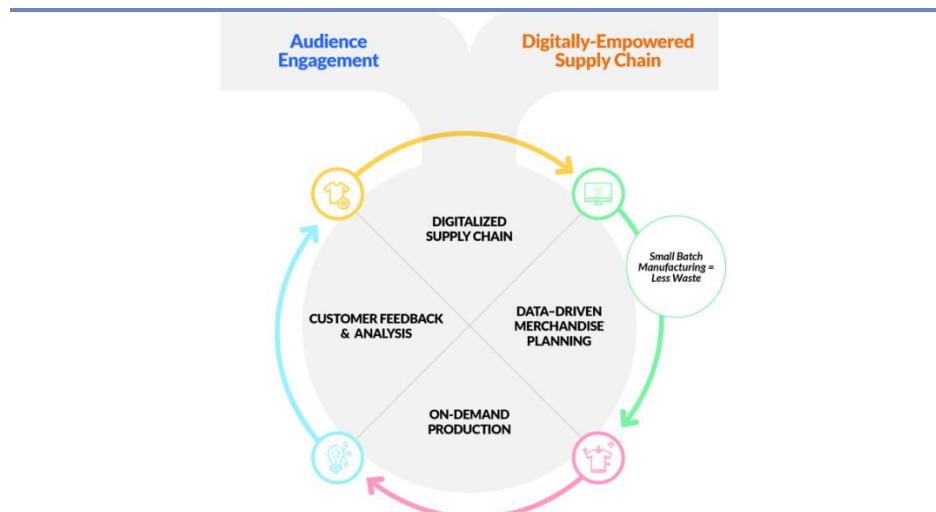 Audience
Engagement
Digitally-Empowered
Supply Chain
DIGITALIZED
SUPPLY CHAIN
Small Batch
Manufacturing =
Less Waste
CUSTOMER FEEDBACK
& ANALYSIS
DATA–DRIVEN
MERCHANDISE
PLANNING
ON-DEMAND
PRODUCTION